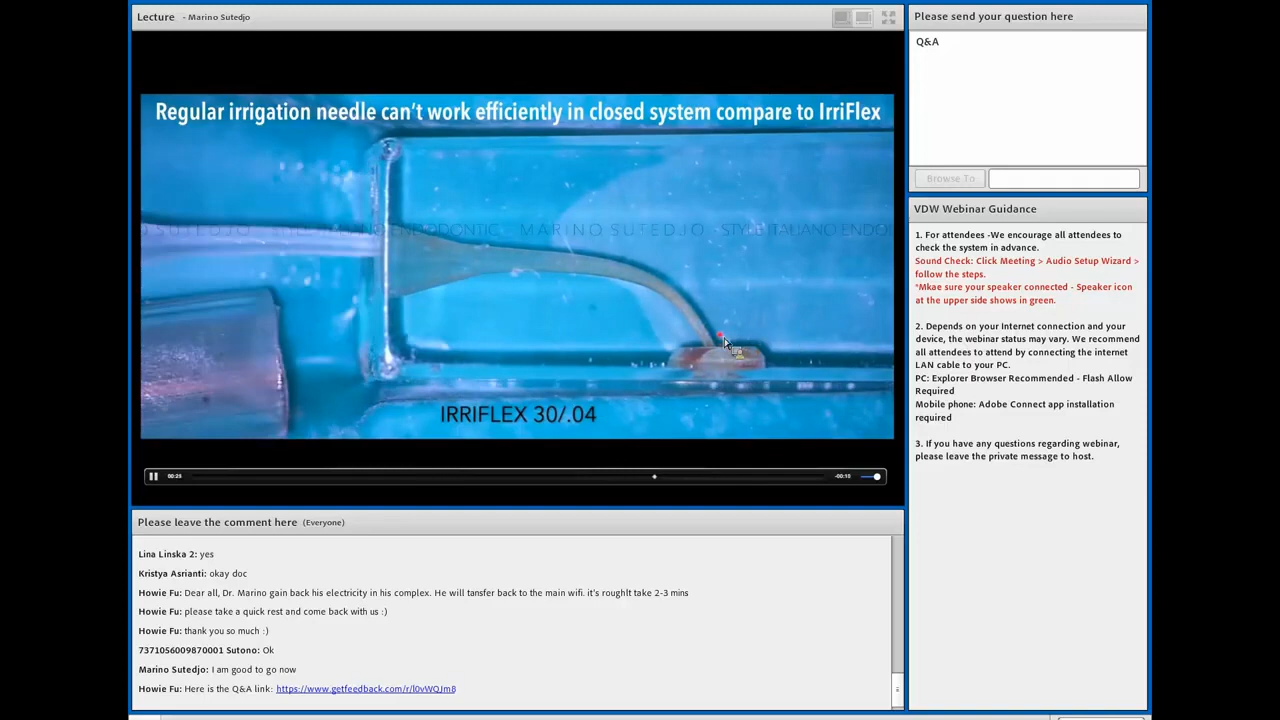 Lecture - Marino Sutedjo
Regular irrigation needle can't work efficiently in closed system compare to IrriFlex
MARINO SUTEDJO - STYLE ITALIANO ENDO
IRRIFLEX 30/.04
00:28
Please leave the comment here (Everyone)
Lina Linska 2: yes
Kristya Asrianti: okay doc
Howie Fu: Dear all, Dr. Marino gain back his electricity in his complex. He will tansfer back to the main wifi. it's roughlt take 2-3 mins
Howie Fu: please take a quick rest and come back with us :)
Howie Fu: thank you so much :)
7371056009870001 Sutono: Ok
Marino Sutedjo: I am good to go now
Howie Fu: Here is the Q&A link: https://www.getfeedback.com/r/l0vWQJmB
Please send your question here
Q&A
Browse To
VDW Webinar Guidance
1. For attendees -We encourage all attendees to
check the system in advance.
Sound Check: Click Meeting > Audio Setup Wizard >
follow the steps.
*Mkae sure your speaker connected - Speaker icon
at the upper side shows in green.
2. Depends on your Internet connection and your
device, the webinar status may vary. We recommend
all attendees to attend by connecting the internet
LAN cable to your PC.
PC: Explorer Browser Recommended - Flash Allow
Required
Mobile phone: Adobe Connect app installation
required
3. If you have any questions regarding webinar,
please leave the private message to host.